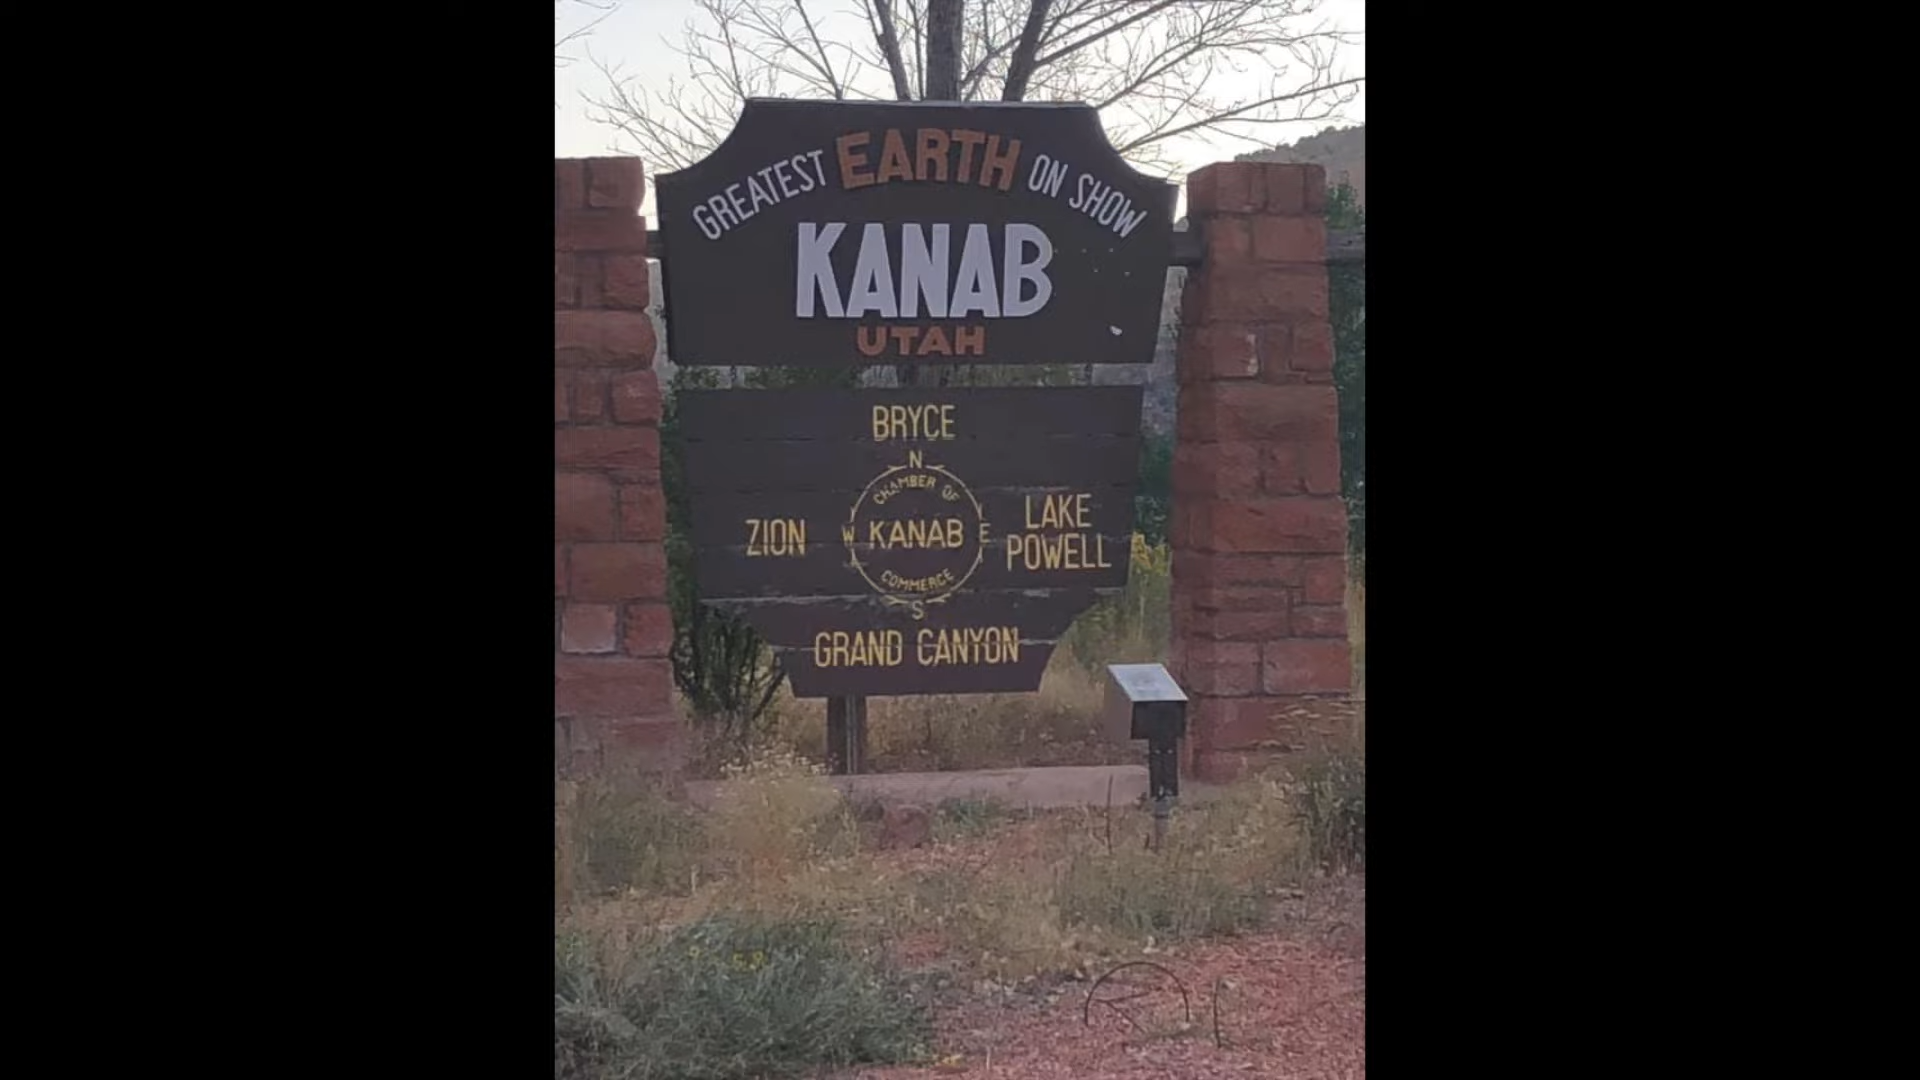 GREATEST EARTH ON SHOW
KANAB
UTAH
BRYCE
N
CHAMBER OF
ZION W KANAB E LAKE POWELL
COMMERCE
S
GRAND CANYON